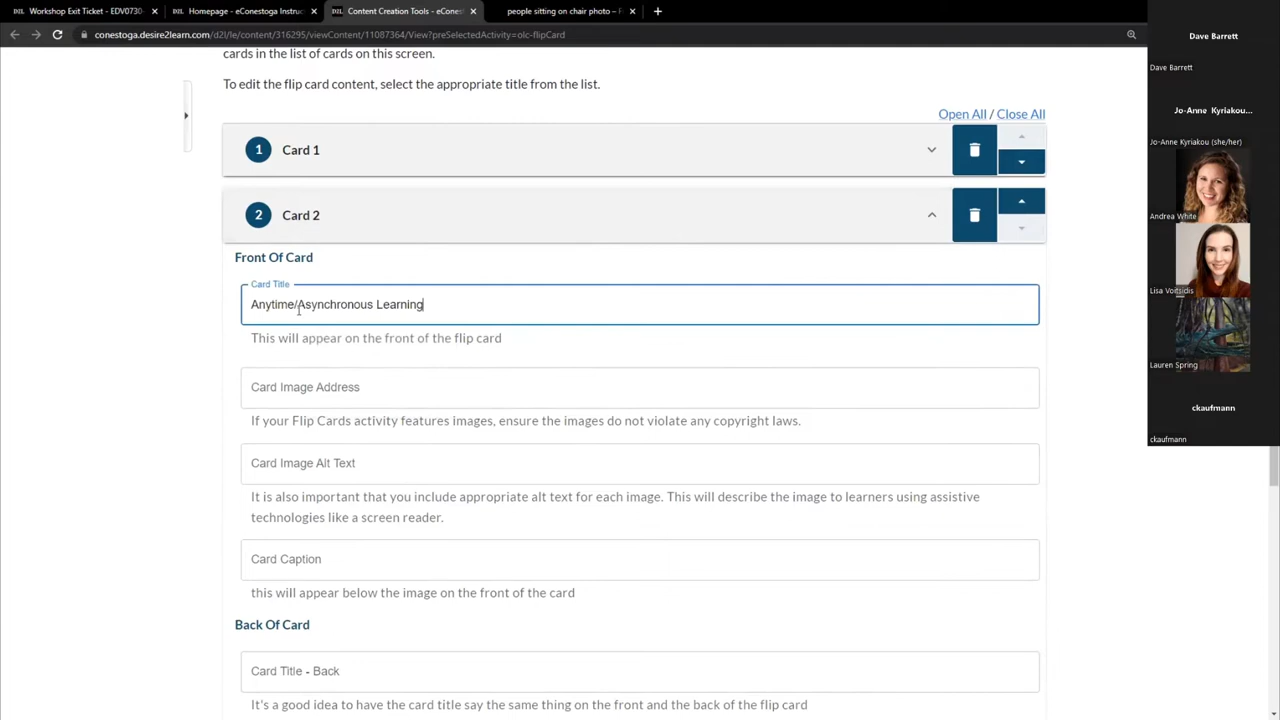 Workshop Exit Ticket - EDV0730-
Homepage - eConestoga Instruc
Content Creation Tools - eCones
people sitting on chair photo – F
conestoga.desire2learn.com/d2l/le/content/316295/viewContent/11087364/View?preSelectedActivity=olc-flipCard
cards in the list of cards on this screen.
To edit the flip card content, select the appropriate title from the list.
Open All / Close All
1 Card 1
2 Card 2
Front Of Card
Card Title
Anytime/Asynchronous Learning
This will appear on the front of the flip card
Card Image Address
If your Flip Cards activity features images, ensure the images do not violate any copyright laws.
Card Image Alt Text
It is also important that you include appropriate alt text for each image. This will describe the image to learners using assistive
technologies like a screen reader.
Card Caption
this will appear below the image on the front of the card
Back Of Card
Card Title - Back
It's a good idea to have the card title say the same thing on the front and the back of the flip card
Dave Barrett
Dave Barrett
Jo-Anne Kyriakou...
Jo-Anne Kyriakou (she/her)
Andrea White
Lisa Voitsidis
Lauren Spring
ckaufmann
ckaufmann